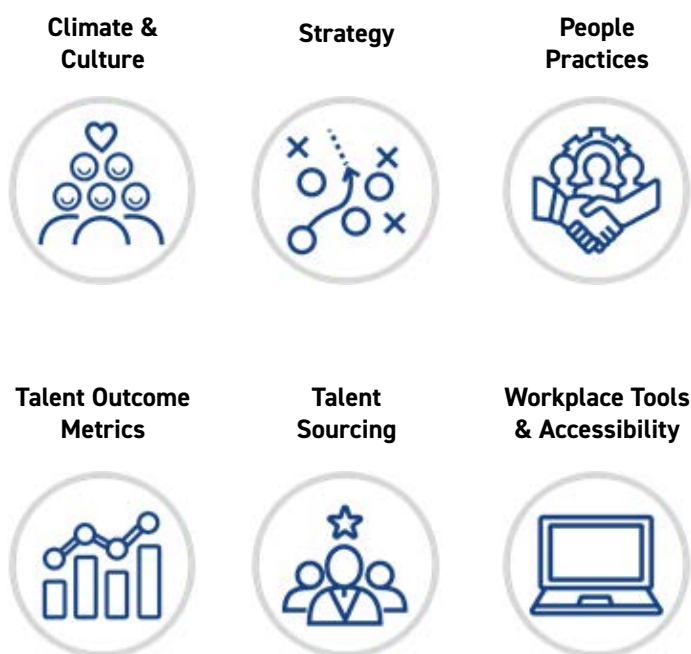 Climate &
Culture
Strategy
People
Practices
Talent Outcome
Metrics
Talent
Sourcing
Workplace Tools
& Accessibility